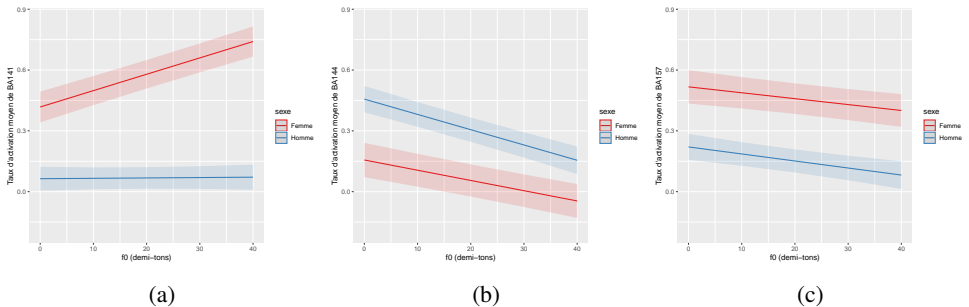 Taux d'activation moyen de BA141
0.9
0.6
0.3
0.0
0
10
20
30
40
f0 (demi-tons)
sexe
Femme
Homme
(a)
Taux d'activation moyen de BA144
0.9
0.6
0.3
0.0
0
10
20
30
40
f0 (demi-tons)
sexe
Femme
Homme
(b)
Taux d'activation moyen de BA157
0.9
0.6
0.3
0.0
0
10
20
30
40
f0 (demi-tons)
sexe
Femme
Homme
(c)